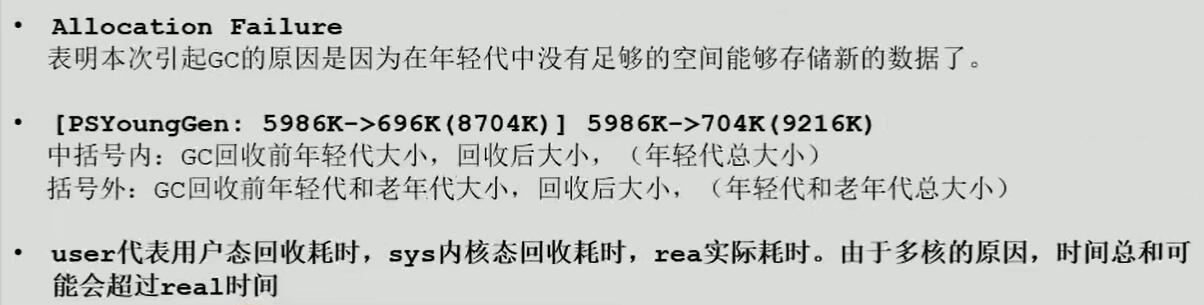 • Allocation Failure
表明本次引起GC的原因是因为在年轻代中没有足够的空间能够存储新的数据了。
• [PSYoungGen: 5986K->696K(8704K)] 5986K->704K(9216K)
中括号内：GC回收前年轻代大小，回收后大小，（年轻代总大小）
括号外：GC回收前年轻代和老年代大小，回收后大小，（年轻代和老年代总大小）
• user代表用户态回收耗时，sys内核态回收耗时，rea实际耗时。由于多核的原因，时间总和可
能会超过real时间